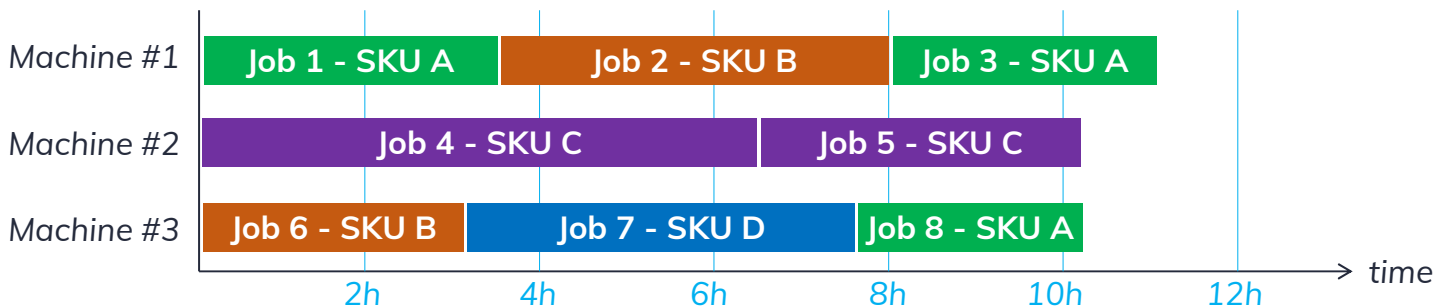 Machine #1 Job 1 - SKU A Job 2 - SKU B Job 3 - SKU A
Machine #2 Job 4 - SKU C Job 5 - SKU C
Machine #3 Job 6 - SKU B Job 7 - SKU D Job 8 - SKU A
time
2h 4h 6h 8h 10h 12h